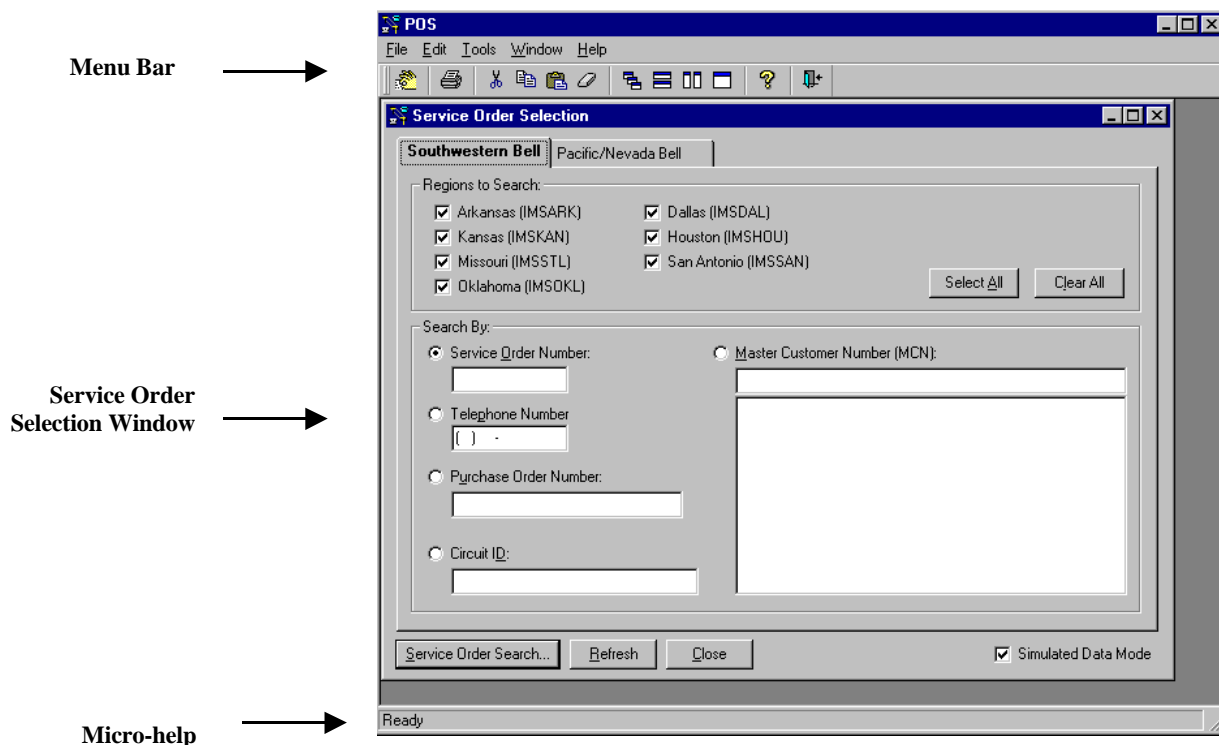 POS
File Edit Tools Window Help
Menu Bar
Service Order Selection
Southwestern Bell Pacific/Nevada Bell
Regions to Search:
Arkansas (IMSARK) Dallas (IMSDAL)
Kansas (IMSKAN) Houston (IMSHOU)
Missouri (IMSSTL) San Antonio (IMSSAN)
Oklahoma (IMSOKL) Select All Clear All
Search By:
Service Order Number: Master Customer Number (MCN):
Service Order
Selection Window
Telephone Number
( ) -
Purchase Order Number:
Circuit ID:
Service Order Search... Refresh Close Simulated Data Mode
Ready
Micro-help